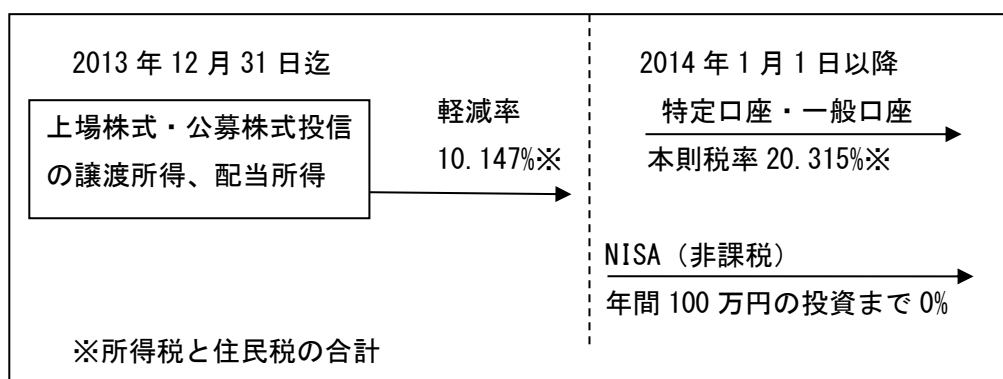 2013 年 12 月 31 日迄
上場株式・公募株式投信
の譲渡所得、配当所得
軽減率
10.147%※
2014 年 1 月 1 日以降
特定口座・一般口座
本則税率 20.315%※
NISA（非課税）
年間 100 万円の投資まで 0%
※所得税と住民税の合計